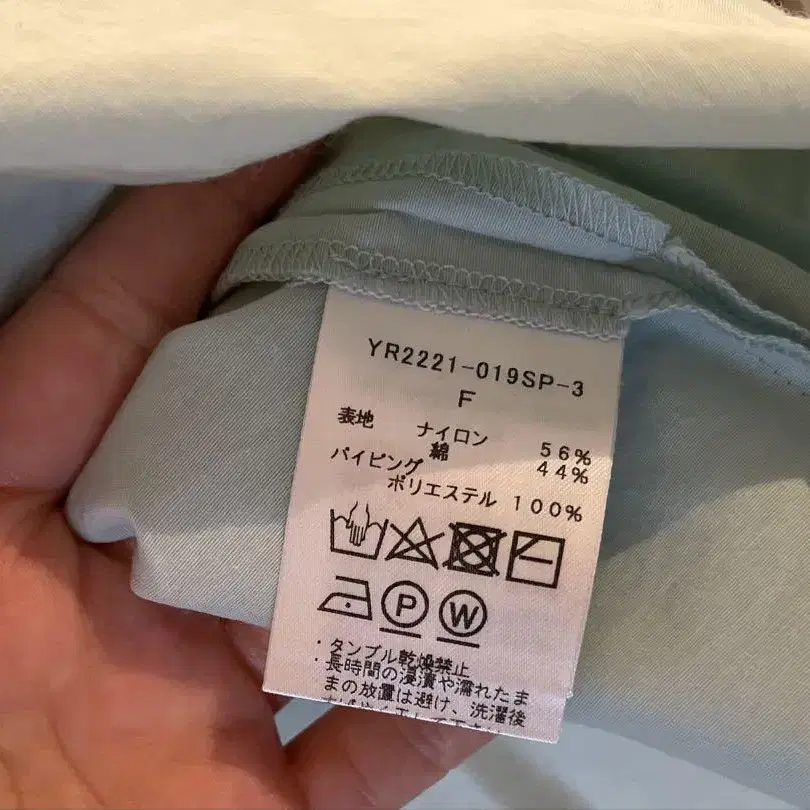 YR2221-019SP-3
F
表地 ナイロン 56%
綿 44%
パイピング
ポリエステル 100%
P W
・タンブル乾燥禁止
・長時間の浸漬や濡れたま
まの放置は避け、洗濯後